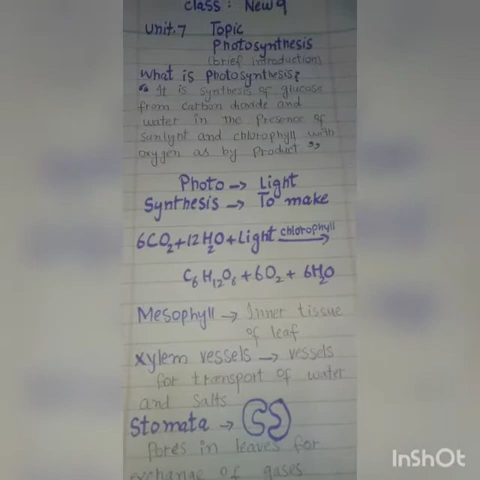 class : New 9
Unit.7 Topic
Photosynthesis
(brief introduction)
What is photosynthesis?
"It is synthesis of glucose
from carbon dioxide and
water in the presence of
sunlight and chlorophyll with
oxygen as by product"
Photo → Light
Synthesis → To make
6CO₂+12H₂O+Light chlorophyll →
C₆H₁₂O₆ + 6O₂ + 6H₂O
Mesophyll → Inner tissue
of leaf
xylem vessels → vessels
for transport of water
and salts
Stomata →
Pores in leaves for
exchange of gases
InShOt